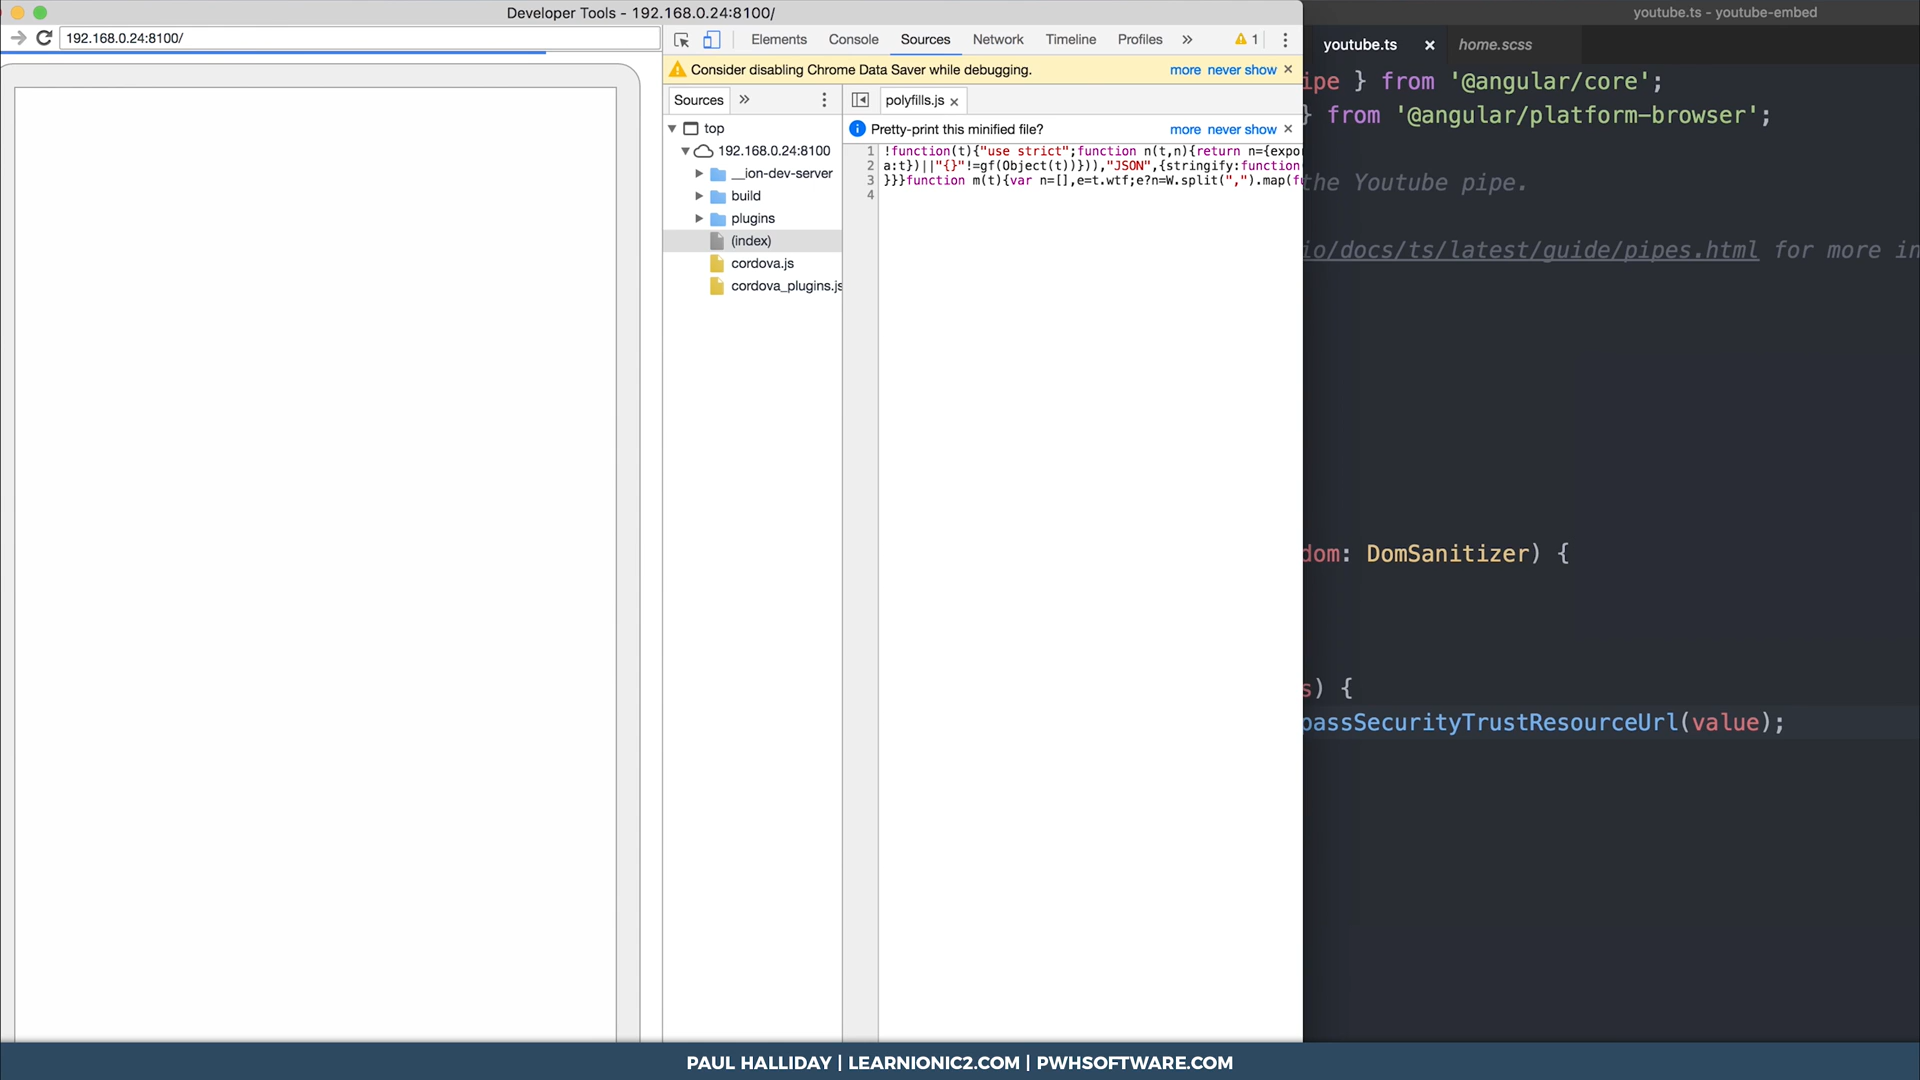 Developer Tools - 192.168.0.24:8100/
youtube.ts - youtube-embed
192.168.0.24:8100/
Elements Console Sources Network Timeline Profiles » 1
youtube.ts × home.scss
Consider disabling Chrome Data Saver while debugging. more never show ×
Sources »
polyfills.js ×
Pretty-print this minified file? more never show ×
top
192.168.0.24:8100
__ion-dev-server
build
plugins
(index)
cordova.js
cordova_plugins.js
1 !function(t){"use strict";function n(t,n){return n={expor
2 a:t})||"{}"!=gf(Object(t))})),"JSON",{stringify:function
3 }}}function m(t){var n=[],e=t.wtf;e?n=W.split(",").map(fu
4
ipe } from '@angular/core';
} from '@angular/platform-browser';
the Youtube pipe.
io/docs/ts/latest/guide/pipes.html for more in
dom: DomSanitizer) {
s) {
passSecurityTrustResourceUrl(value);
PAUL HALLIDAY | LEARNIONIC2.COM | PWHSOFTWARE.COM